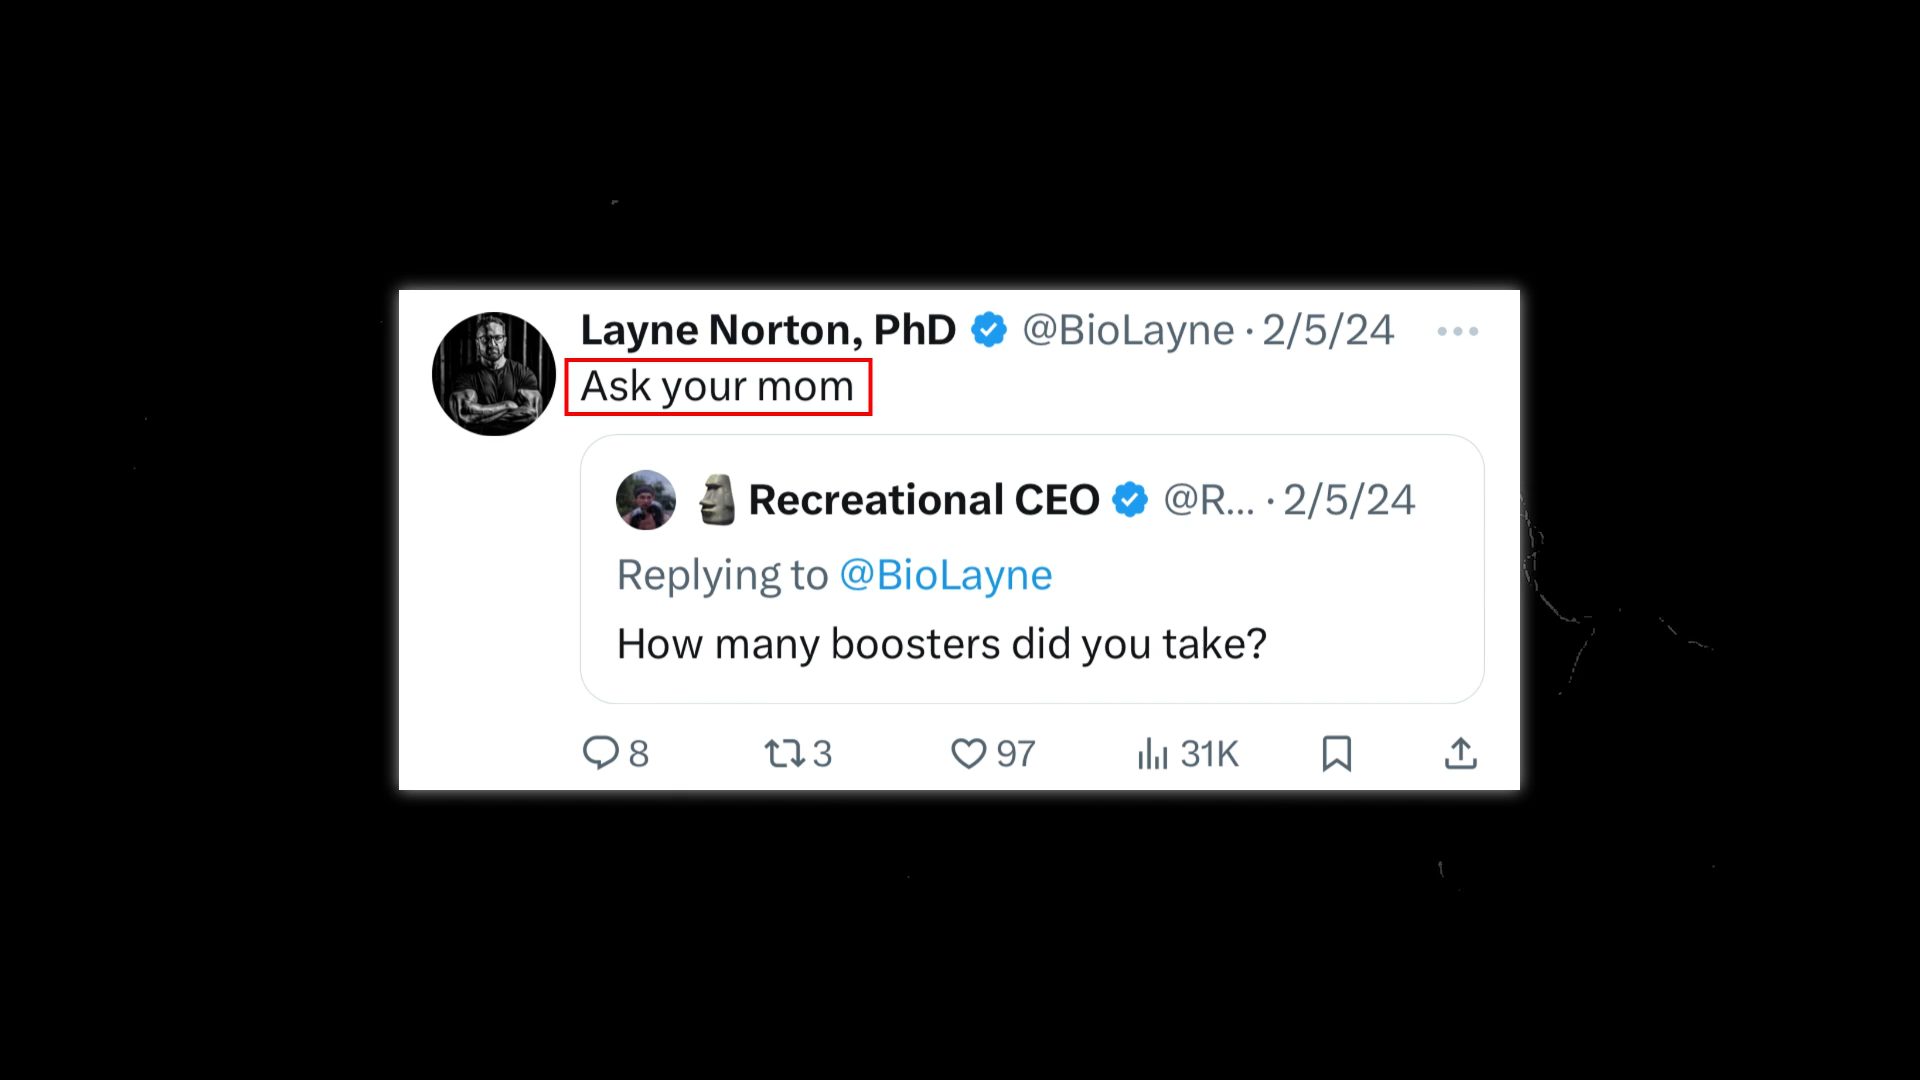 Layne Norton, PhD @BioLayne · 2/5/24
Ask your mom
🗿 Recreational CEO @R... · 2/5/24
Replying to @BioLayne
How many boosters did you take?
8 3 97 31K